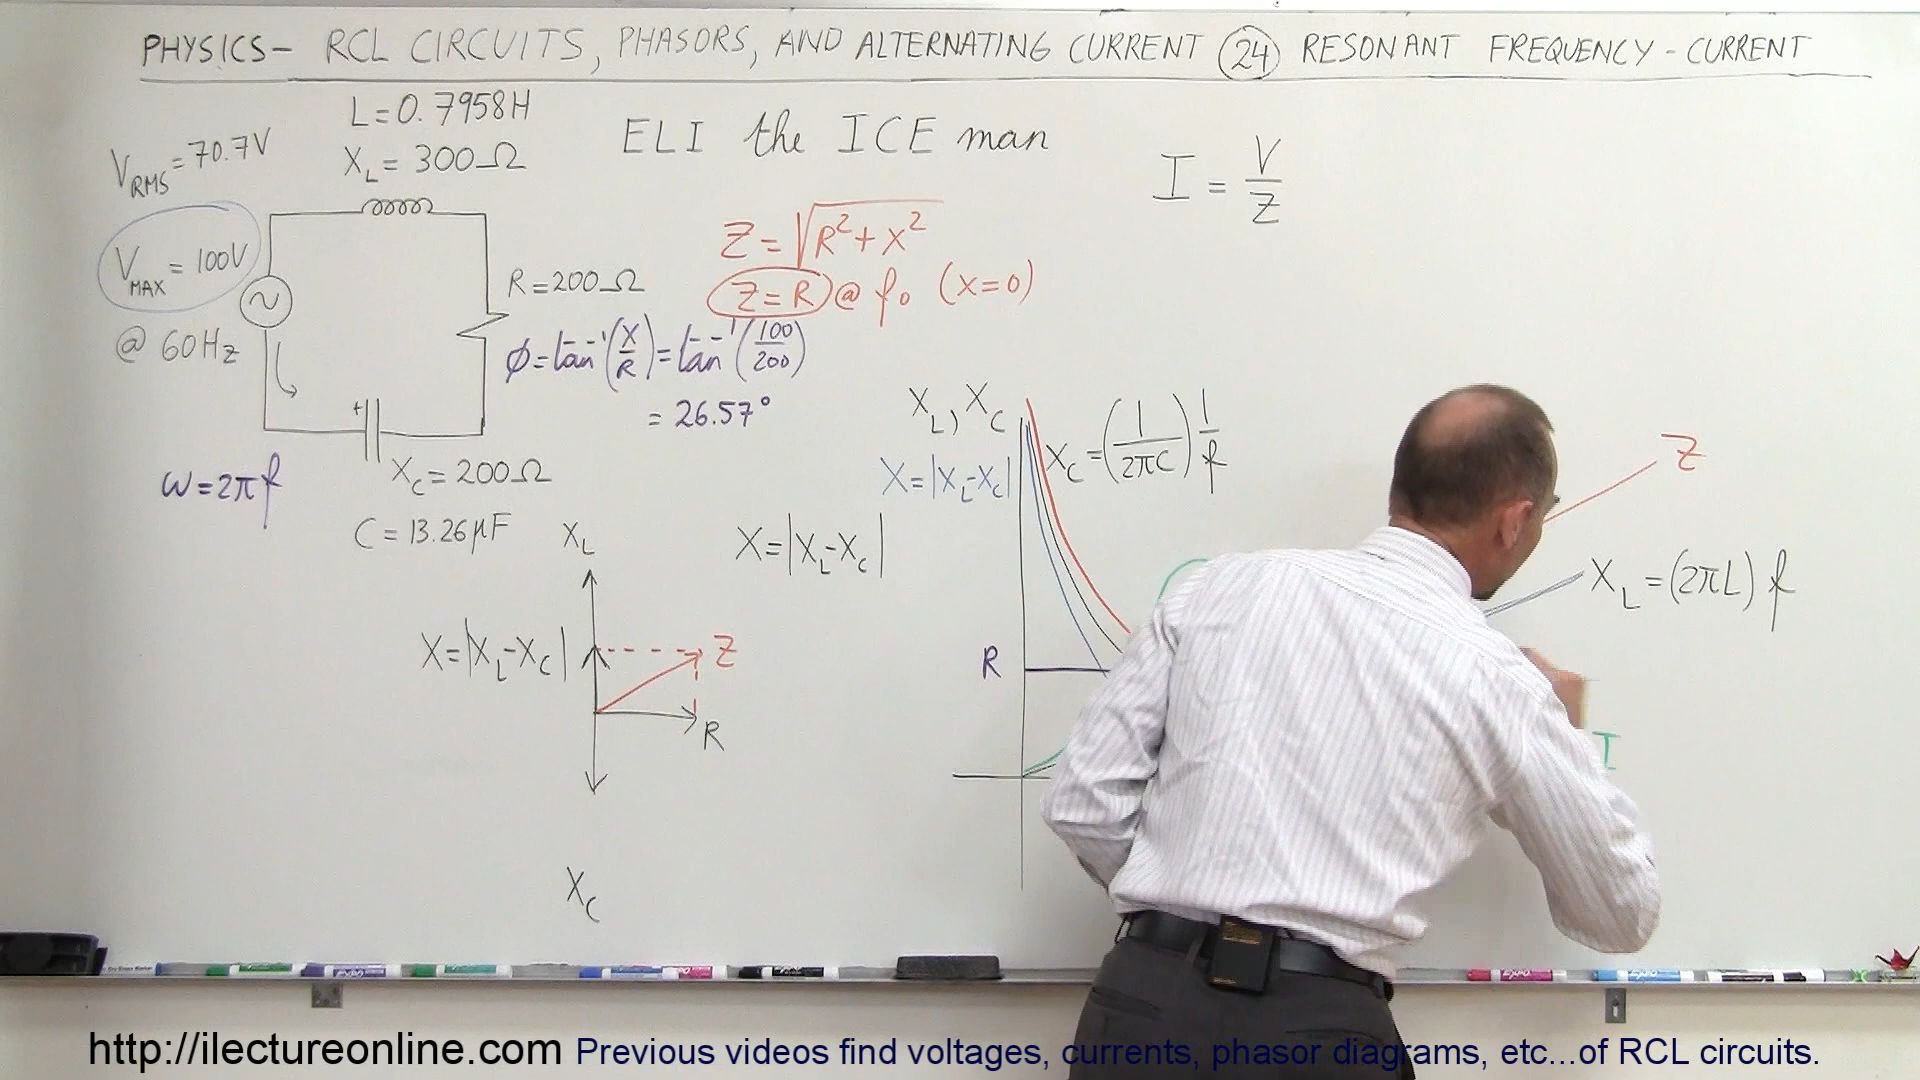 PHYSICS- RCL CIRCUITS, PHASORS, AND ALTERNATING CURRENT (24) RESONANT FREQUENCY-CURRENT
L=0.7958H
X_L=300Ω
V_RMS=70.7V
V_MAX=100V
@ 60Hz
ω=2πf
R=200Ω
X_C=200Ω
C=13.26µF
ELI the ICE man
I=V/Z
Z=√(R²+X²)
Z=R @ f₀ (X=0)
φ=tan⁻¹(X/R)=tan⁻¹(100/200)
=26.57°
X_L
X=|X_L-X_C|
Z
R
X_C
X=|X_L-X_C|
X_L, X_C
X=|X_L-X_C|
X_C=(1/2πC)1/f
R
Z
X_L=(2πL)f
I
EXPO
http://ilectureonline.com Previous videos find voltages, currents, phasor diagrams, etc...of RCL circuits.